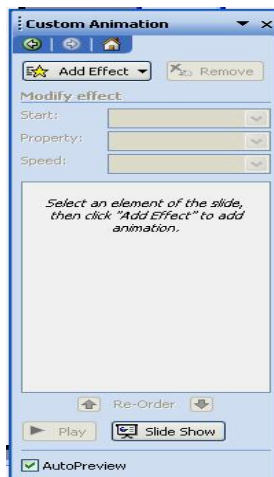 Custom Animation
Add Effect Remove
Modify effect
Start:
Property:
Speed:
Select an element of the slide,
then click "Add Effect" to add
animation.
Re-Order
Play Slide Show
AutoPreview